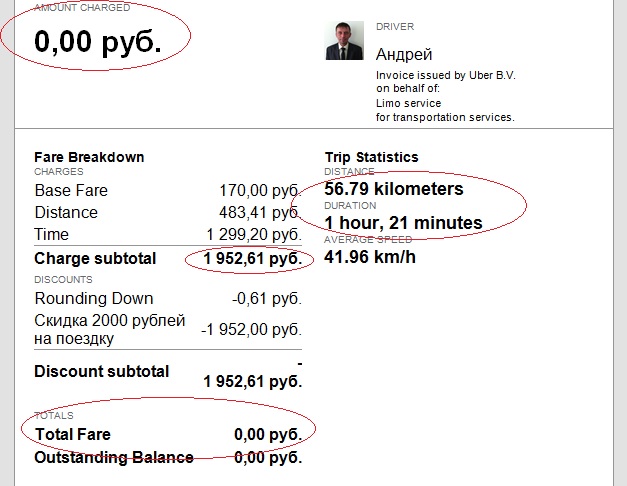 AMOUNT CHARGED
0,00 руб.
DRIVER
Андрей
Invoice issued by Uber B.V.
on behalf of:
Limo service
for transportation services.
Fare Breakdown
CHARGES
Base Fare 170,00 руб.
Distance 483,41 руб.
Time 1 299,20 руб.
Charge subtotal 1 952,61 руб.
DISCOUNTS
Rounding Down -0,61 руб.
Скидка 2000 рублей
на поездку -1 952,00 руб.
Discount subtotal -
1 952,61 руб.
TOTALS
Total Fare 0,00 руб.
Outstanding Balance 0,00 руб.
Trip Statistics
DISTANCE
56.79 kilometers
DURATION
1 hour, 21 minutes
AVERAGE SPEED
41.96 km/h